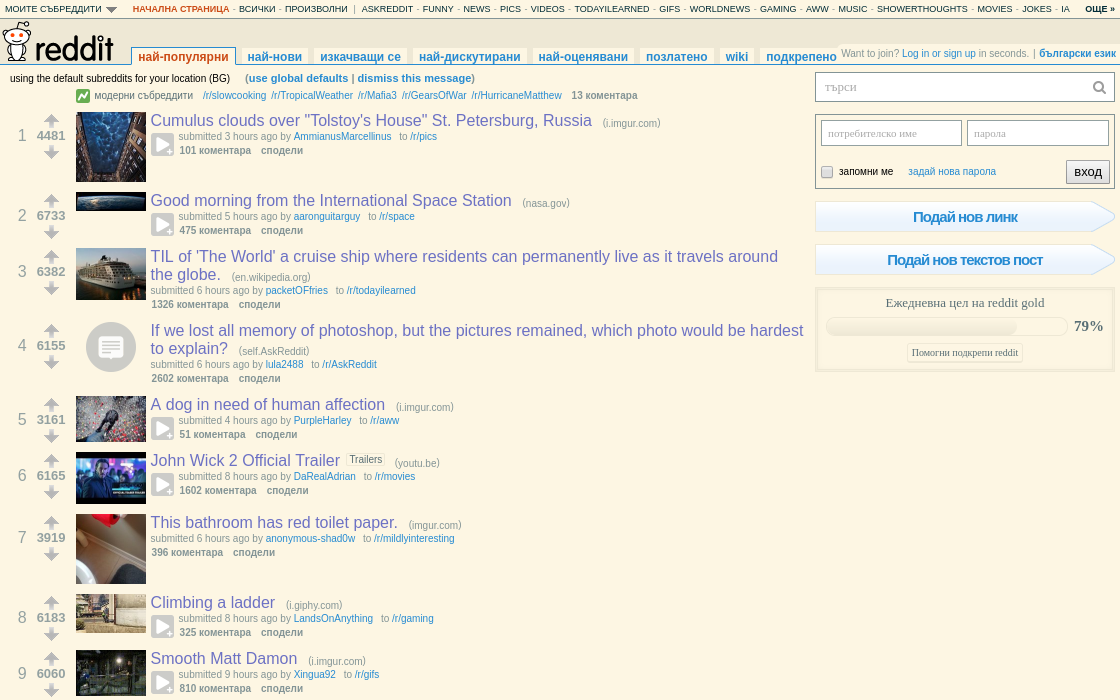 МОИТЕ СЪБРЕДДИТИ НАЧАЛНА СТРАНИЦА - ВСИЧКИ - ПРОИЗВОЛНИ | ASKREDDIT - FUNNY - NEWS - PICS - VIDEOS - TODAYILEARNED - GIFS - WORLDNEWS - GAMING - AWW - MUSIC - SHOWERTHOUGHTS - MOVIES - JOKES - IA ОЩЕ »
reddit най-популярни най-нови изкачващи се най-дискутирани най-оценявани позлатено wiki подкрепено Want to join? Log in or sign up in seconds. | български език
using the default subreddits for your location (BG) (use global defaults | dismiss this message)
модерни събреддити /r/slowcooking /r/TropicalWeather /r/Mafia3 /r/GearsOfWar /r/HurricaneMatthew 13 коментара
1 4481 Cumulus clouds over "Tolstoy's House" St. Petersburg, Russia (i.imgur.com)
submitted 3 hours ago by AmmianusMarcellinus to /r/pics
101 коментара сподели
2 6733 Good morning from the International Space Station (nasa.gov)
submitted 5 hours ago by aaronguitarguy to /r/space
475 коментара сподели
3 6382 TIL of 'The World' a cruise ship where residents can permanently live as it travels around
the globe. (en.wikipedia.org)
submitted 6 hours ago by packetOFfries to /r/todayilearned
1326 коментара сподели
4 6155 If we lost all memory of photoshop, but the pictures remained, which photo would be hardest
to explain? (self.AskReddit)
submitted 6 hours ago by lula2488 to /r/AskReddit
2602 коментара сподели
5 3161 A dog in need of human affection (i.imgur.com)
submitted 4 hours ago by PurpleHarley to /r/aww
51 коментара сподели
6 6165 John Wick 2 Official Trailer Trailers (youtu.be)
submitted 8 hours ago by DaRealAdrian to /r/movies
1602 коментара сподели
7 3919 This bathroom has red toilet paper. (imgur.com)
submitted 6 hours ago by anonymous-shad0w to /r/mildlyinteresting
396 коментара сподели
8 6183 Climbing a ladder (i.giphy.com)
submitted 8 hours ago by LandsOnAnything to /r/gaming
325 коментара сподели
9 6060 Smooth Matt Damon (i.imgur.com)
submitted 9 hours ago by Xingua92 to /r/gifs
810 коментара сподели
търси
потребителско име парола
запомни ме задай нова парола вход
Подай нов линк
Подай нов текстов пост
Ежедневна цел на reddit gold
79%
Помогни подкрепи reddit